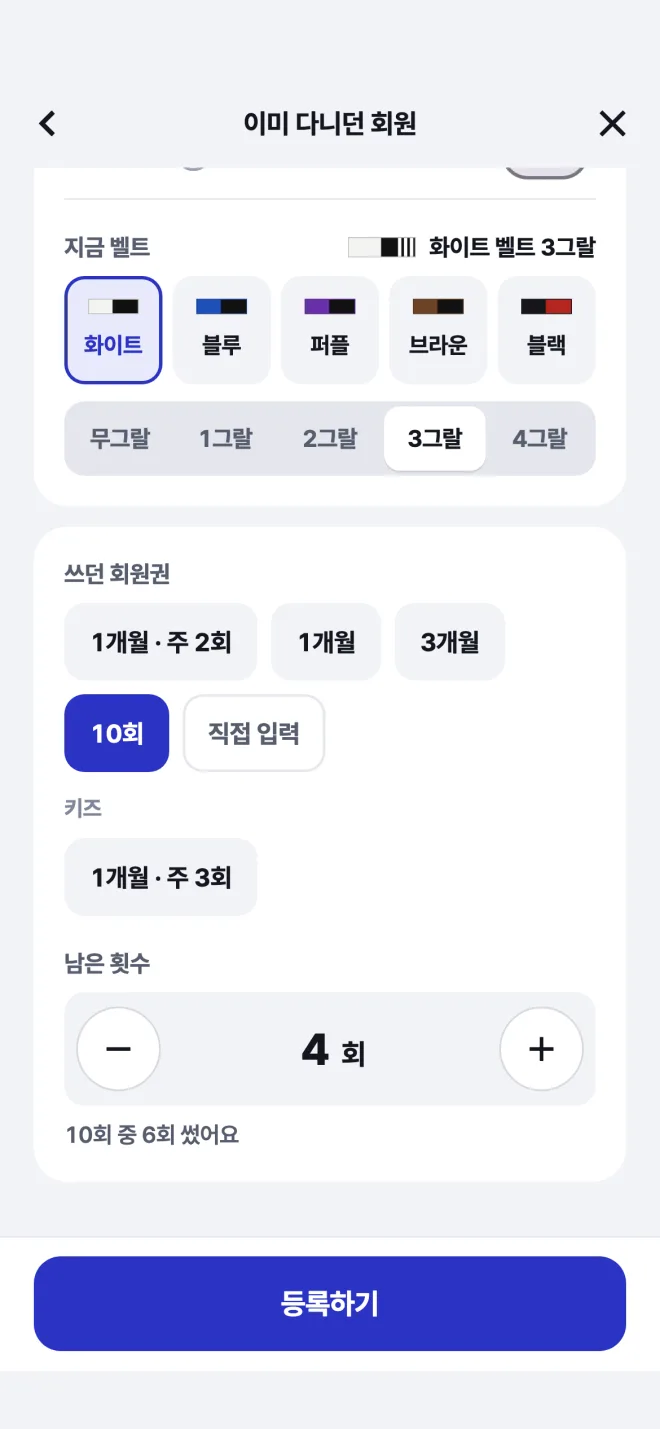 이미 다니던 회원
지금 벨트
화이트 벨트 3그랄
화이트
블루
퍼플
브라운
블랙
무그랄
1그랄
2그랄
3그랄
4그랄
쓰던 회원권
1개월 · 주 2회
1개월
3개월
10회
직접 입력
키즈
1개월 · 주 3회
남은 횟수
4 회
10회 중 6회 썼어요
등록하기